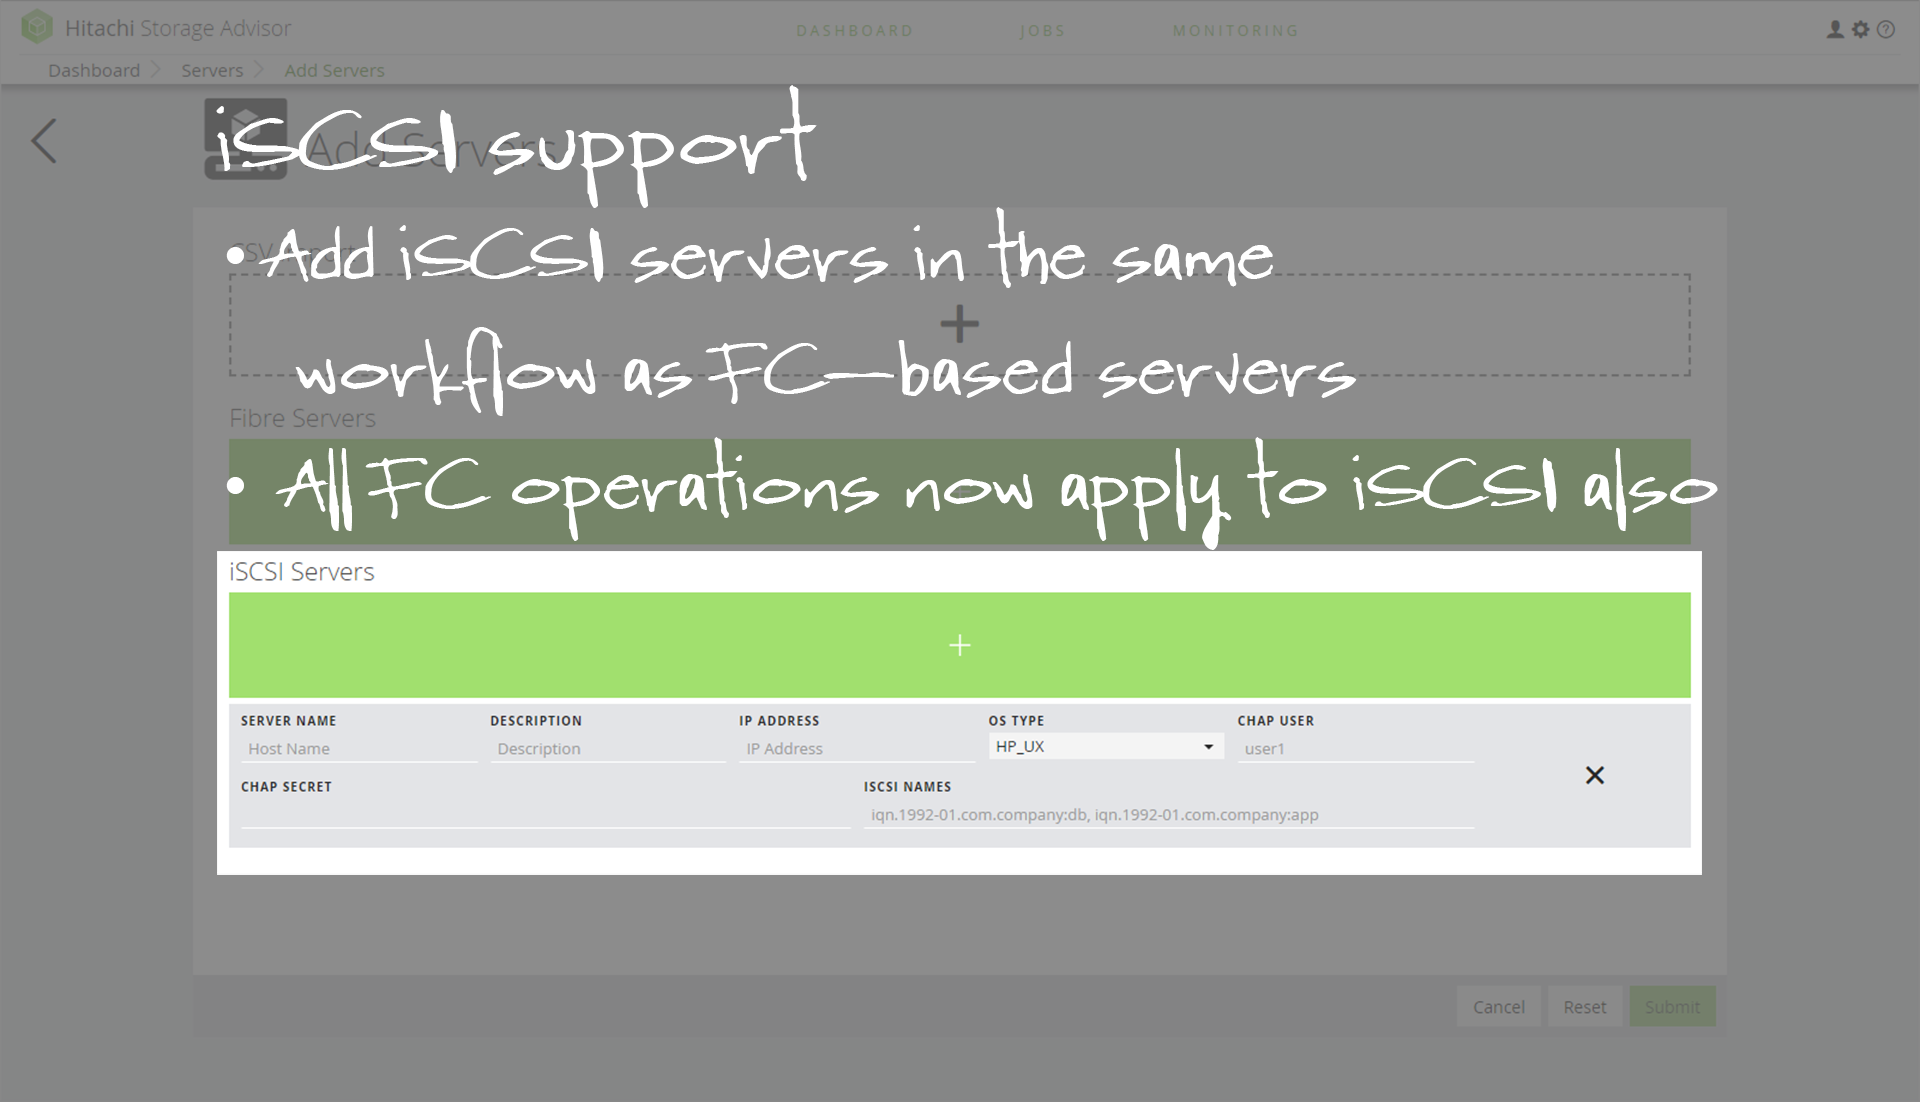 Hitachi Storage Advisor
DASHBOARD JOBS MONITORING
Dashboard Servers Add Servers
Add Servers
iSCSI support
CSV
• Add iSCSI servers in the same
workflow as FC-based servers
Fibre Servers
• All FC operations now apply to iSCSI also
iSCSI Servers
+
SERVER NAME DESCRIPTION IP ADDRESS OS TYPE CHAP USER
Host Name Description IP Address HP_UX user1
CHAP SECRET ISCSI NAMES
iqn.1992-01.com.company:db, iqn.1992-01.com.company:app
Cancel Reset Submit